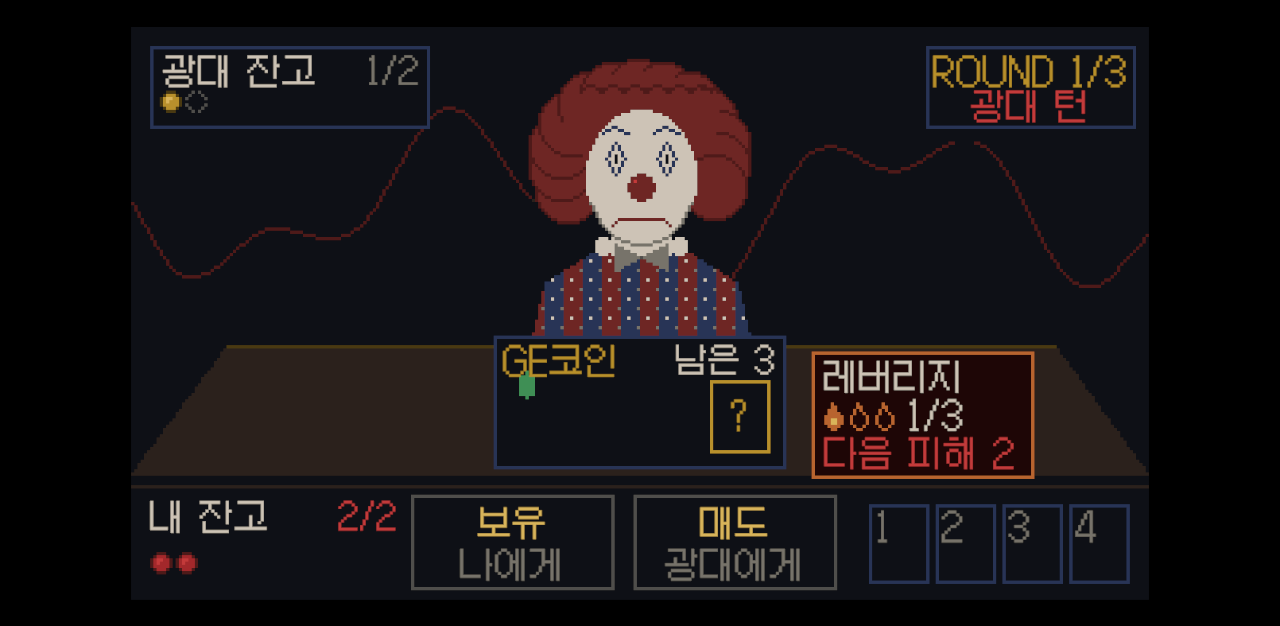 광대 잔고 1/2
ROUND 1/3
광대 턴
GE코인 남은 3
?
레버리지
1/3
다음 피해 2
내 잔고 2/2
보유
나에게
매도
광대에게
1 2 3 4